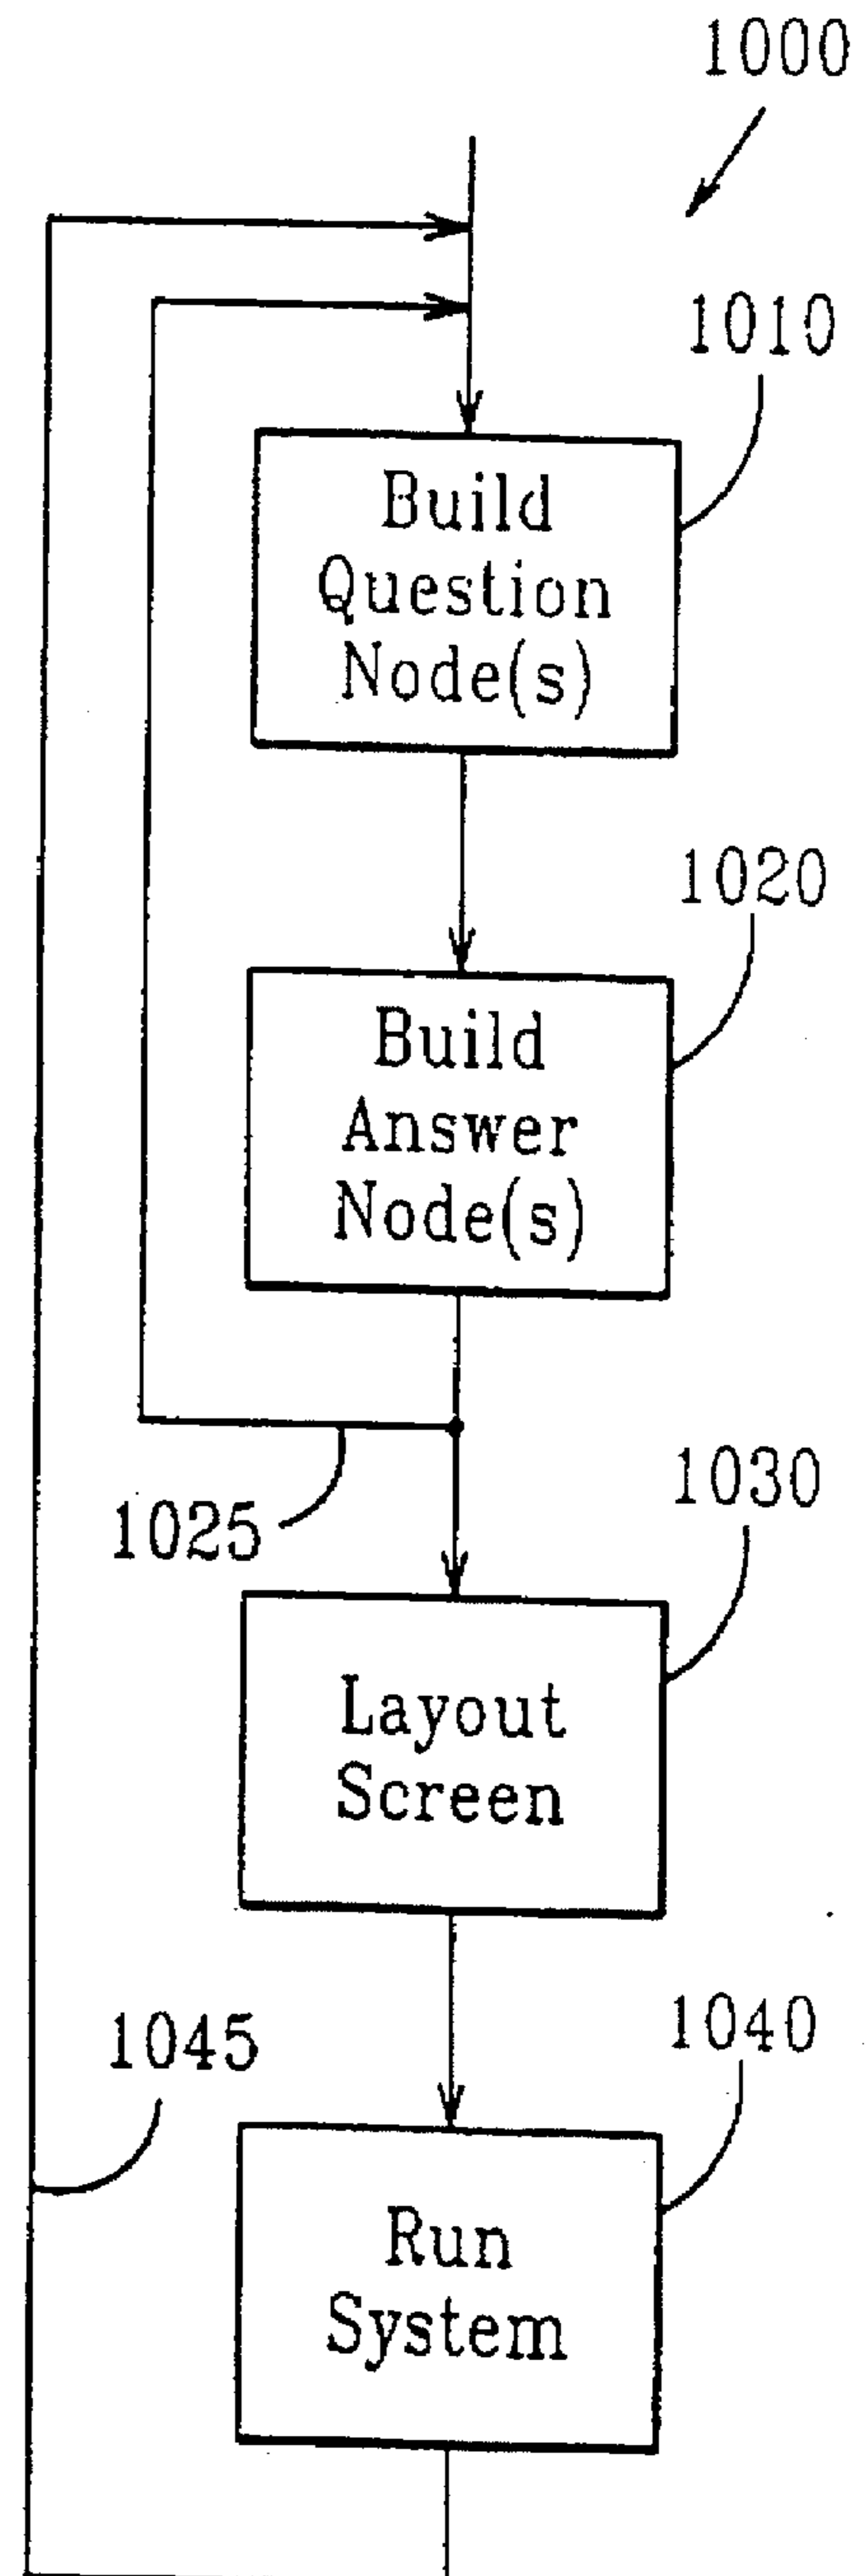 1000
1010
Build
Question
Node(s)
1020
Build
Answer
Node(s)
1025
1030
Layout
Screen
1045
1040
Run
System